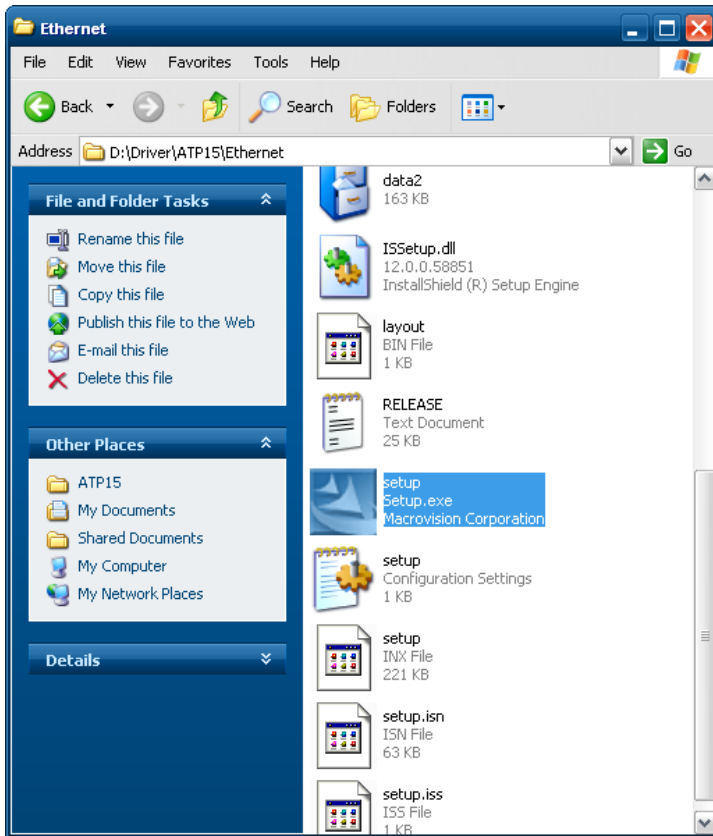 Ethernet
File Edit View Favorites Tools Help
Back Search Folders
Address D:\Driver\ATP15\Ethernet Go
File and Folder Tasks
Rename this file
Move this file
Copy this file
Publish this file to the Web
E-mail this file
Delete this file
Other Places
ATP15
My Documents
Shared Documents
My Computer
My Network Places
Details
data2
163 KB
ISSetup.dll
12.0.0.58851
InstallShield (R) Setup Engine
layout
BIN File
1 KB
RELEASE
Text Document
25 KB
setup
Setup.exe
Macrovision Corporation
setup
Configuration Settings
1 KB
setup
INX File
221 KB
setup.isn
ISN File
63 KB
setup.iss
ISS File
1 KB